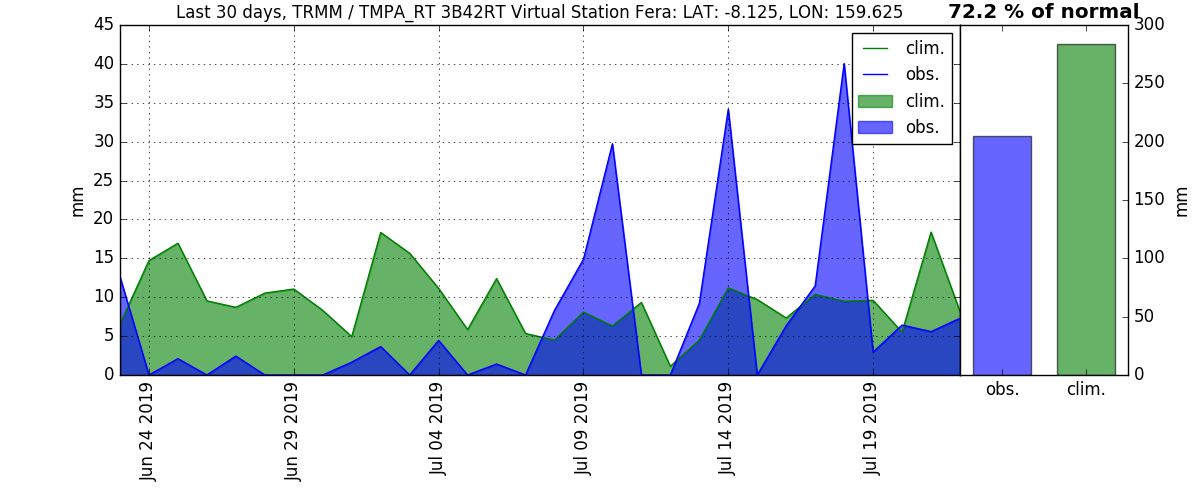 Last 30 days, TRMM / TMPA_RT 3B42RT Virtual Station Fera: LAT: -8.125, LON: 159.625
72.2 % of normal
45
40
35
30
25
20
15
10
5
0
mm
clim.
obs.
clim.
obs.
Jun 24 2019
Jun 29 2019
Jul 04 2019
Jul 09 2019
Jul 14 2019
Jul 19 2019
300
250
200
150
100
50
0
mm
obs.
clim.